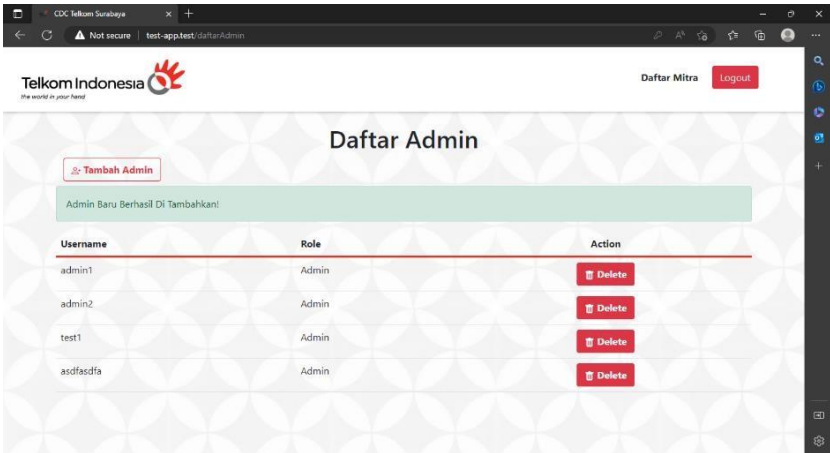 CDC Telkom Surabaya
Not secure | test-app.test/daftarAdmin
Telkom Indonesia
the world in your hand
Daftar Mitra
Logout
Daftar Admin
Tambah Admin
Admin Baru Berhasil Di Tambahkan!
Username Role Action
admin1 Admin Delete
admin2 Admin Delete
test1 Admin Delete
asdfasdfa Admin Delete